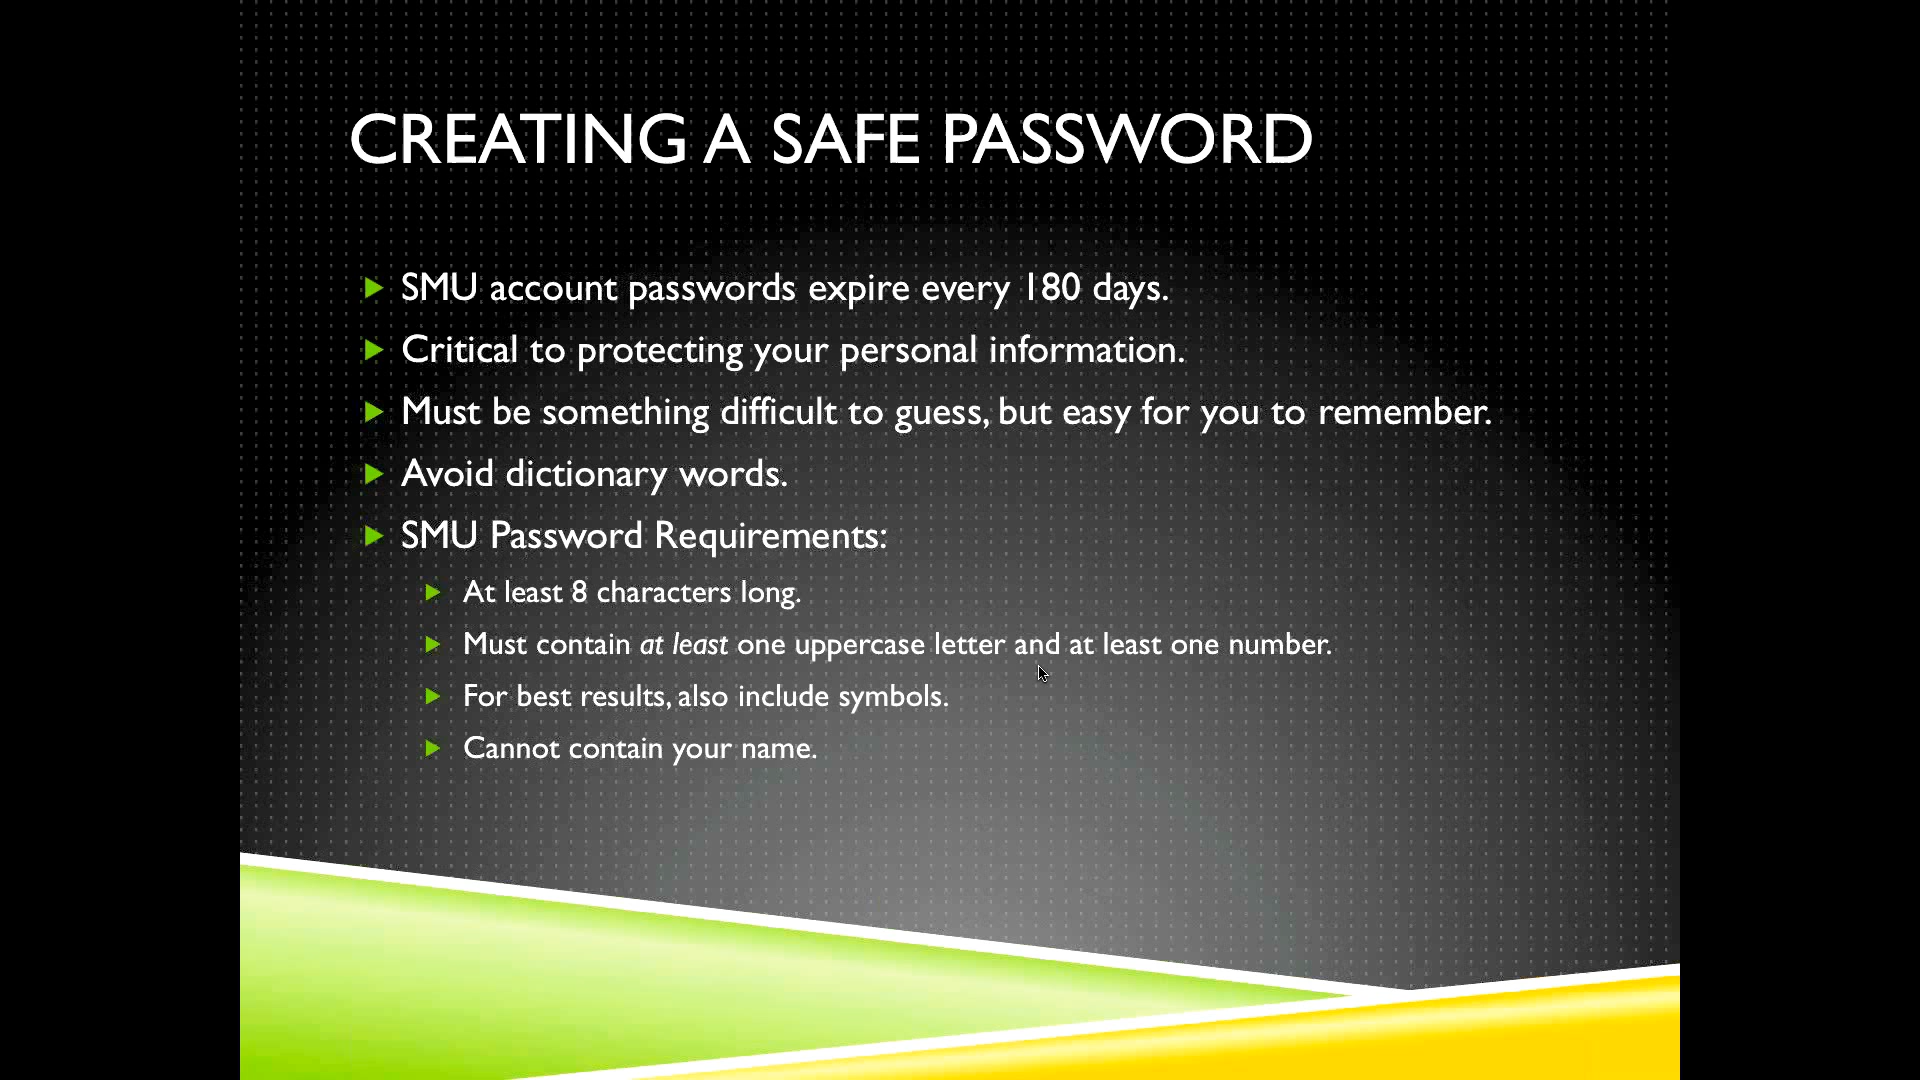 CREATING A SAFE PASSWORD
SMU account passwords expire every 180 days.
Critical to protecting your personal information.
Must be something difficult to guess, but easy for you to remember.
Avoid dictionary words.
SMU Password Requirements:
At least 8 characters long.
Must contain at least one uppercase letter and at least one number.
For best results, also include symbols.
Cannot contain your name.